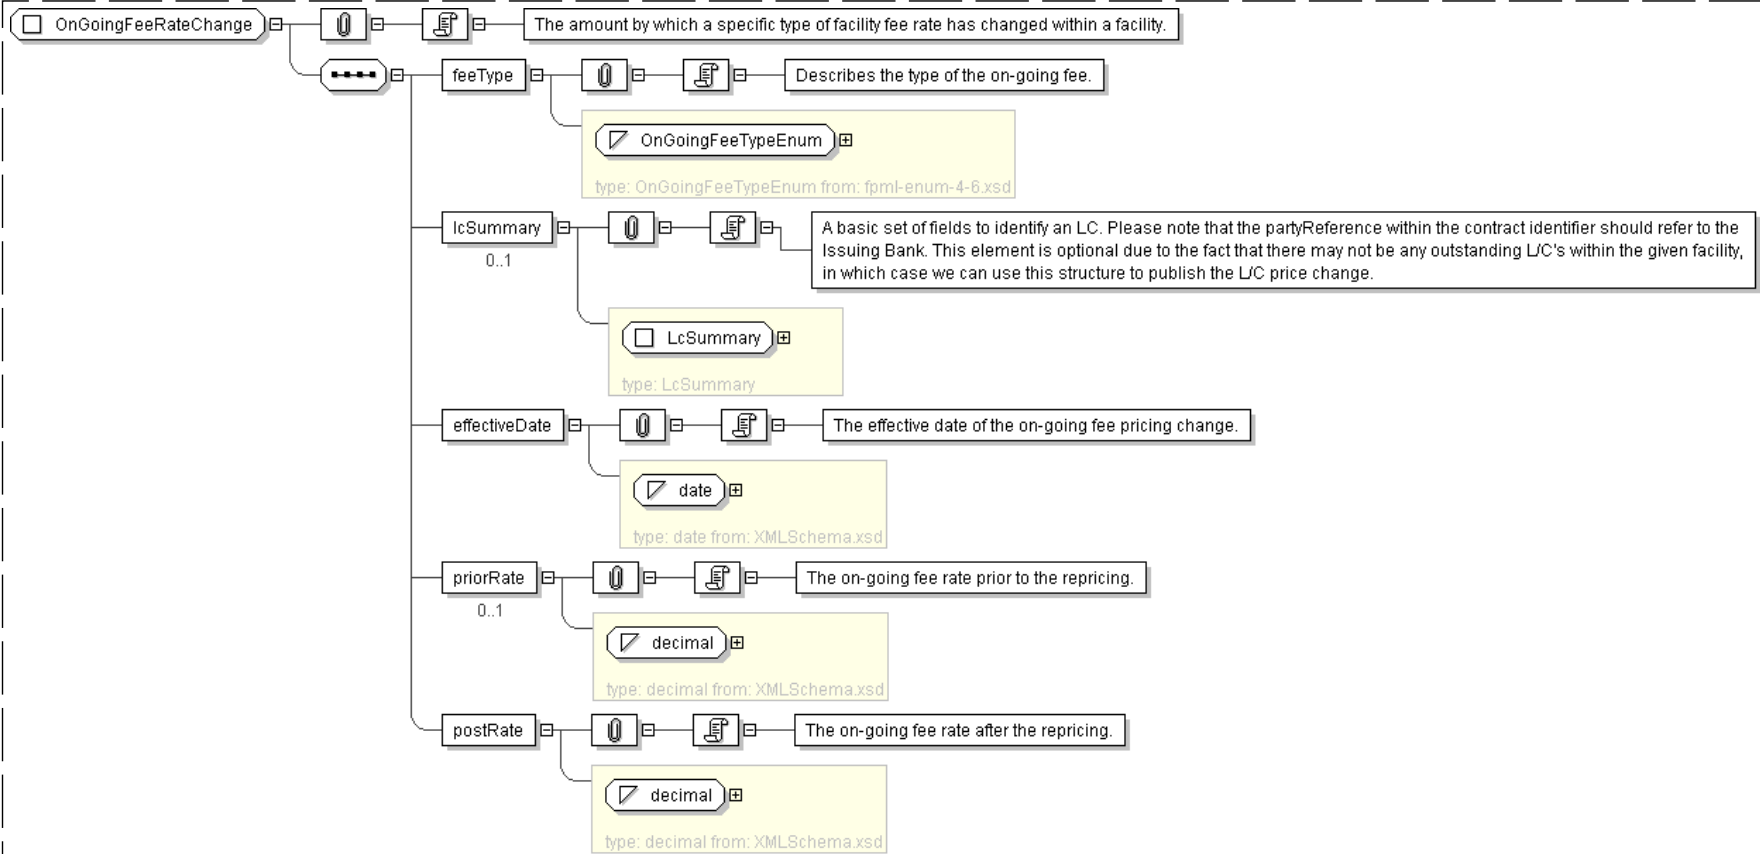 OnGoingFeeRateChange
The amount by which a specific type of facility fee rate has changed within a facility.
feeType
Describes the type of the on-going fee.
OnGoingFeeTypeEnum
type: OnGoingFeeTypeEnum from: fpml-enum-4-6.xsd
lcSummary
0..1
A basic set of fields to identify an LC. Please note that the partyReference within the contract identifier should refer to the
Issuing Bank. This element is optional due to the fact that there may not be any outstanding L/C's within the given facility,
in which case we can use this structure to publish the L/C price change.
LcSummary
type: LcSummary
effectiveDate
The effective date of the on-going fee pricing change.
date
type: date from: XMLSchema.xsd
priorRate
0..1
The on-going fee rate prior to the repricing.
decimal
type: decimal from: XMLSchema.xsd
postRate
The on-going fee rate after the repricing.
decimal
type: decimal from: XMLSchema.xsd